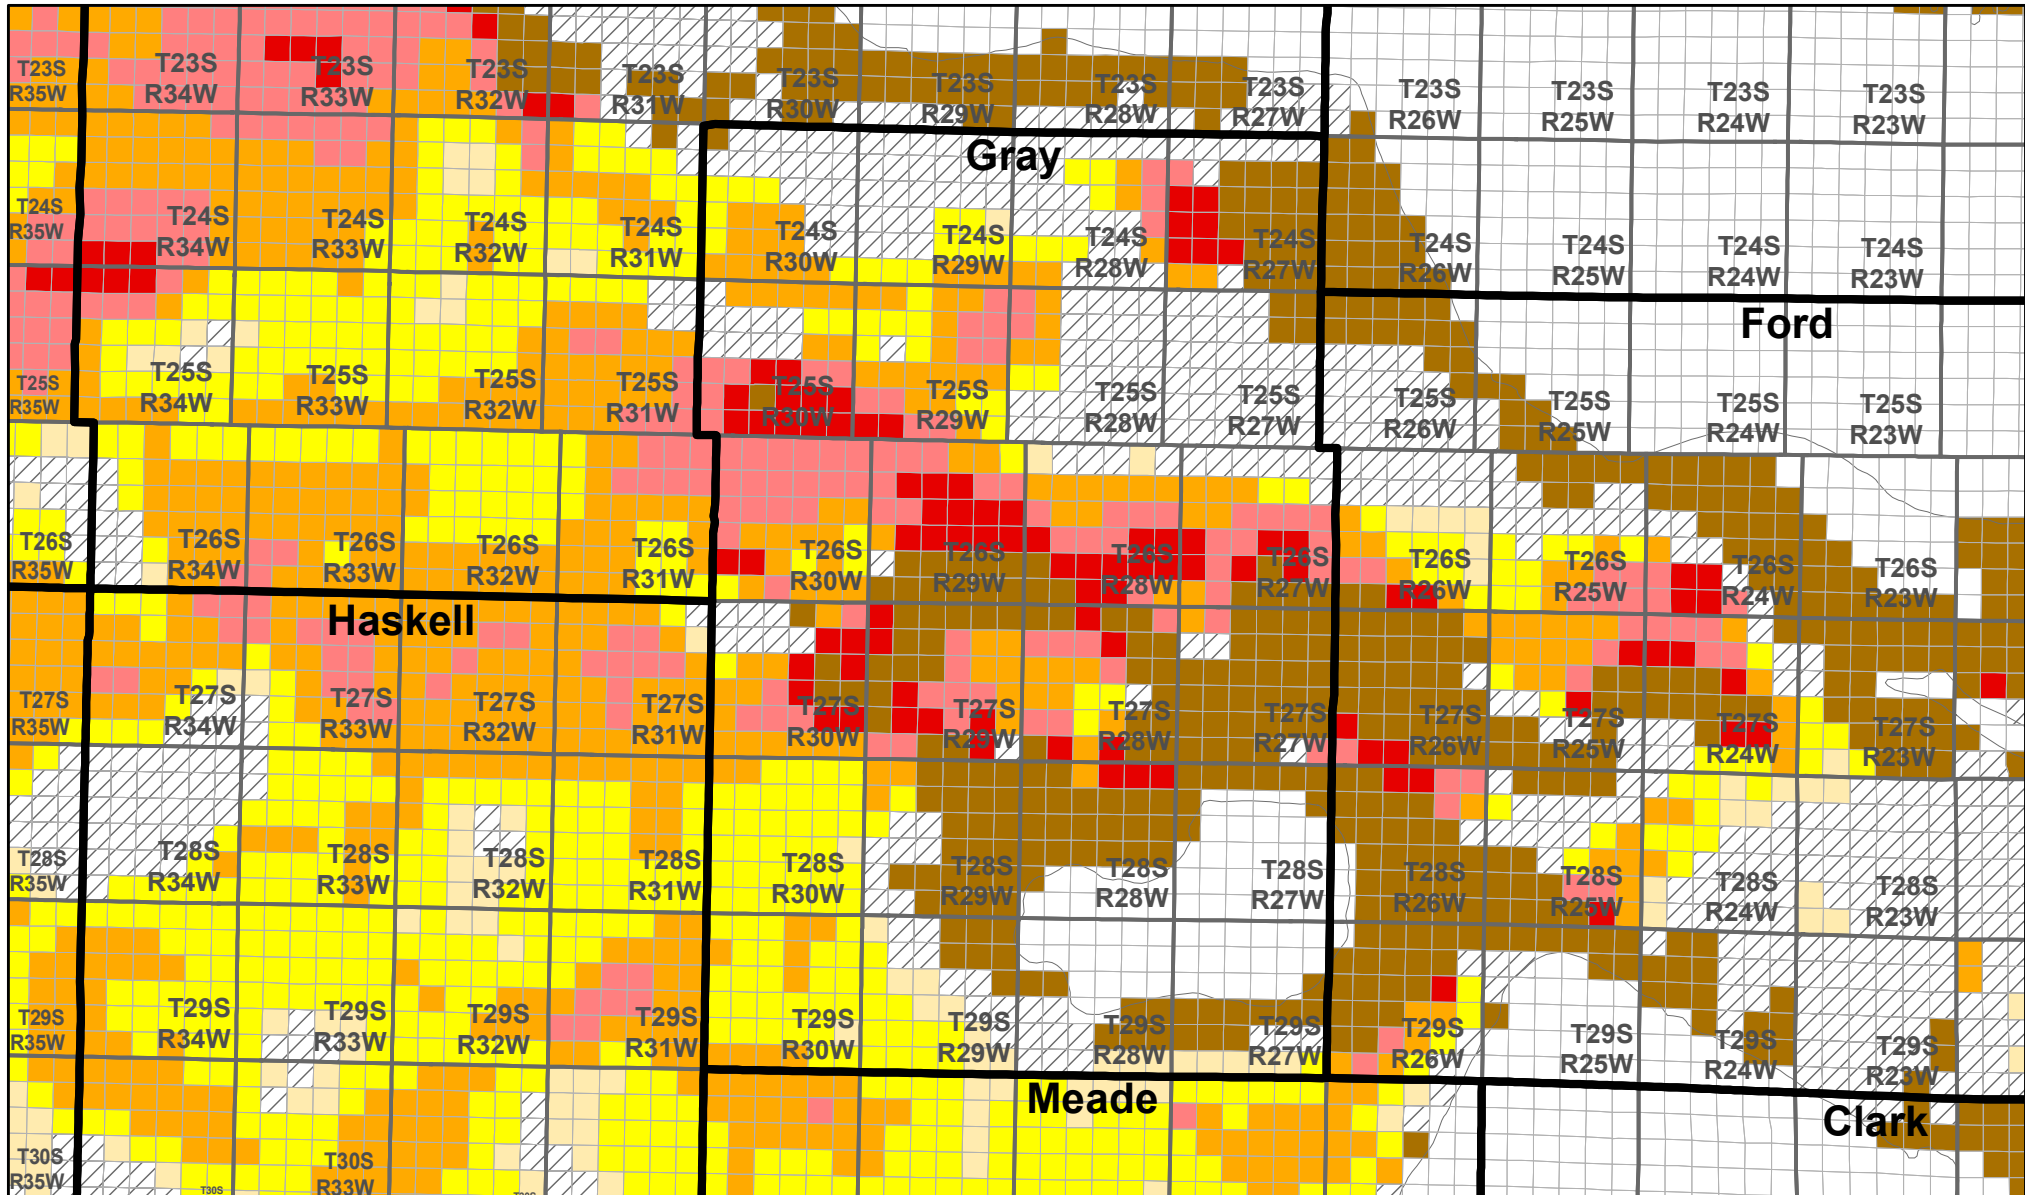 T23S
R35W
T23S
R34W
T23S
R33W
T23S
R32W
T23S
R31W
T23S
R30W
T23S
R29W
T23S
R28W
T23S
R27W
T23S
R26W
T23S
R25W
T23S
R24W
T23S
R23W
Gray
T24S
R35W
T24S
R34W
T24S
R33W
T24S
R32W
T24S
R31W
T24S
R30W
T24S
R29W
T24S
R28W
T24S
R27W
T24S
R26W
T24S
R25W
T24S
R24W
T24S
R23W
Ford
T25S
R35W
T25S
R34W
T25S
R33W
T25S
R32W
T25S
R31W
T25S
R30W
T25S
R29W
T25S
R28W
T25S
R27W
T25S
R26W
T25S
R25W
T25S
R24W
T25S
R23W
T26S
R35W
T26S
R34W
T26S
R33W
T26S
R32W
T26S
R31W
T26S
R30W
T26S
R29W
T26S
R28W
T26S
R27W
T26S
R26W
T26S
R25W
T26S
R24W
T26S
R23W
Haskell
T27S
R35W
T27S
R34W
T27S
R33W
T27S
R32W
T27S
R31W
T27S
R30W
T27S
R29W
T27S
R28W
T27S
R27W
T27S
R26W
T27S
R25W
T27S
R24W
T27S
R23W
T28S
R35W
T28S
R34W
T28S
R33W
T28S
R32W
T28S
R31W
T28S
R30W
T28S
R29W
T28S
R28W
T28S
R27W
T28S
R26W
T28S
R25W
T28S
R24W
T28S
R23W
T29S
R35W
T29S
R34W
T29S
R33W
T29S
R32W
T29S
R31W
T29S
R30W
T29S
R29W
T29S
R28W
T29S
R27W
T29S
R26W
T29S
R25W
T29S
R24W
T29S
R23W
Meade
Clark
T30S
R35W
T30S
T30S
R33W